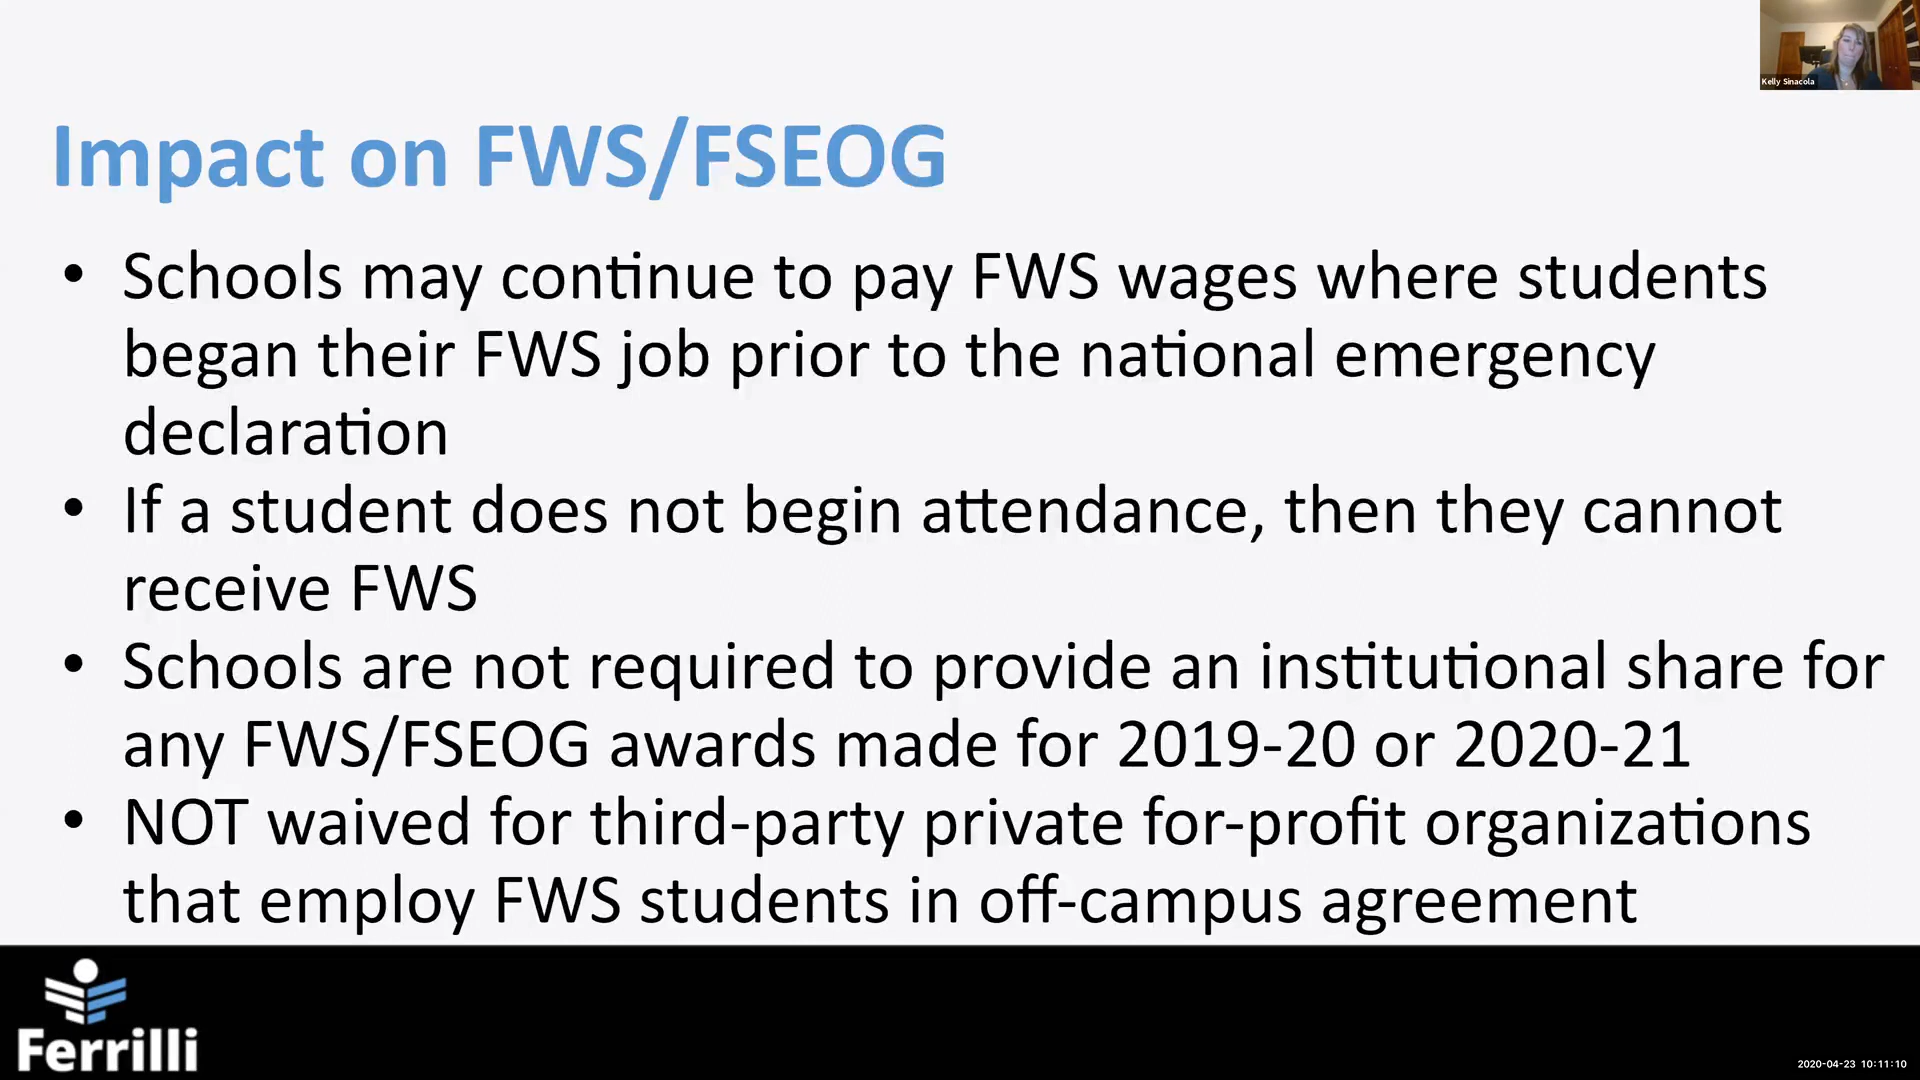 Kelly Sinacola
Impact on FWS/FSEOG
• Schools may continue to pay FWS wages where students
began their FWS job prior to the national emergency
declaration
• If a student does not begin attendance, then they cannot
receive FWS
• Schools are not required to provide an institutional share for
any FWS/FSEOG awards made for 2019-20 or 2020-21
• NOT waived for third-party private for-profit organizations
that employ FWS students in off-campus agreement
Ferrilli
2020-04-23 10:11:10